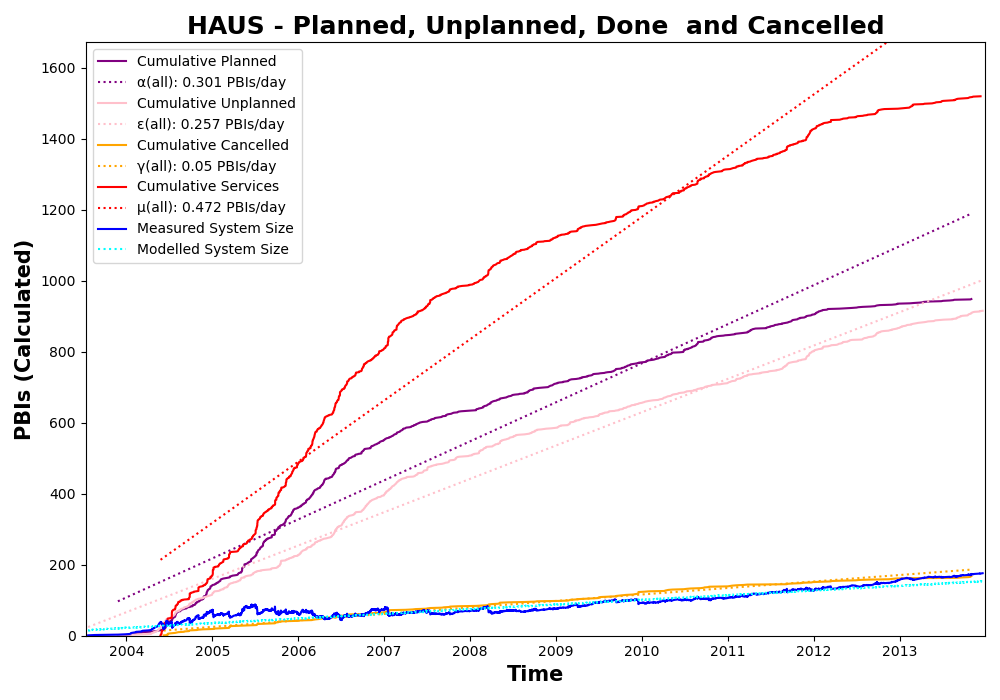 HAUS - Planned, Unplanned, Done  and Cancelled
Cumulative Planned
α(all): 0.301 PBIs/day
Cumulative Unplanned
ε(all): 0.257 PBIs/day
Cumulative Cancelled
γ(all): 0.05 PBIs/day
Cumulative Services
μ(all): 0.472 PBIs/day
Measured System Size
Modelled System Size
PBIs (Calculated)
1600
1400
1200
1000
800
600
400
200
0
2004 2005 2006 2007 2008 2009 2010 2011 2012 2013
Time